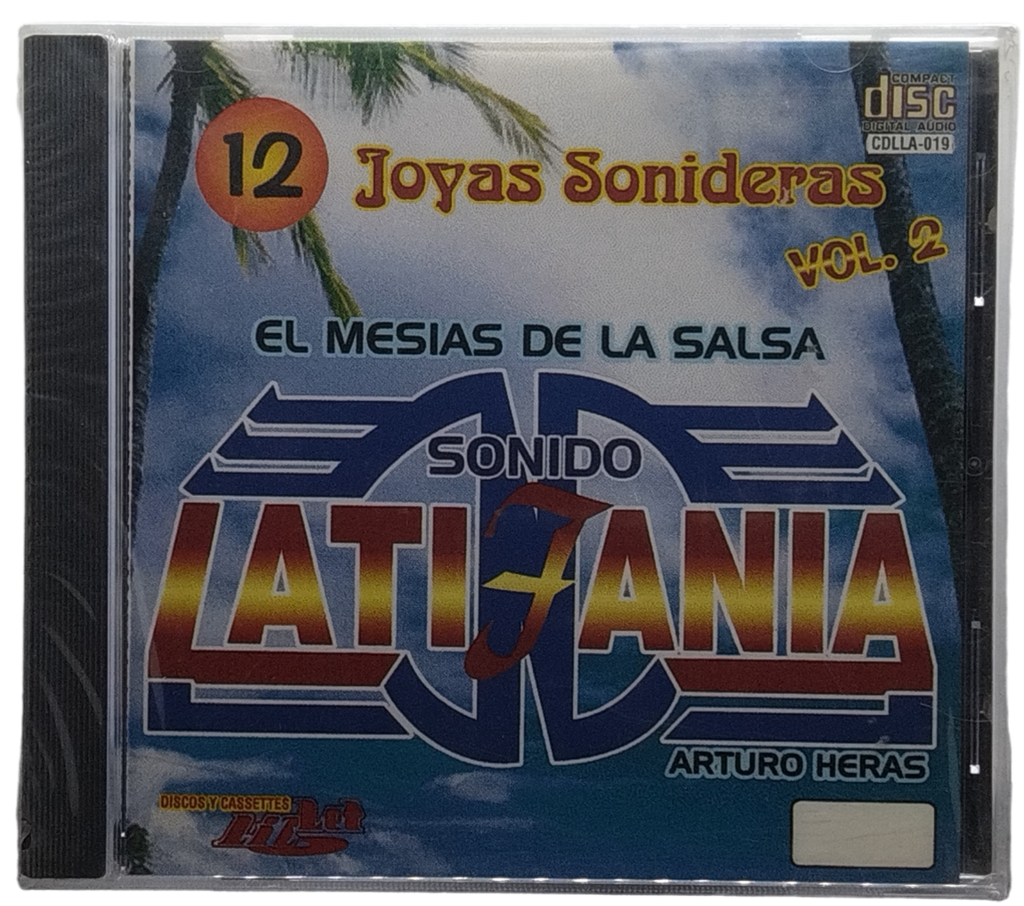 COMPACT
disc
DIGITAL AUDIO
CDLLA-019
12 Joyas Sonideras
VOL. 2
EL MESIAS DE LA SALSA
SONIDO
LATIFANIA
ARTURO HERAS
DISCOS Y CASSETTES